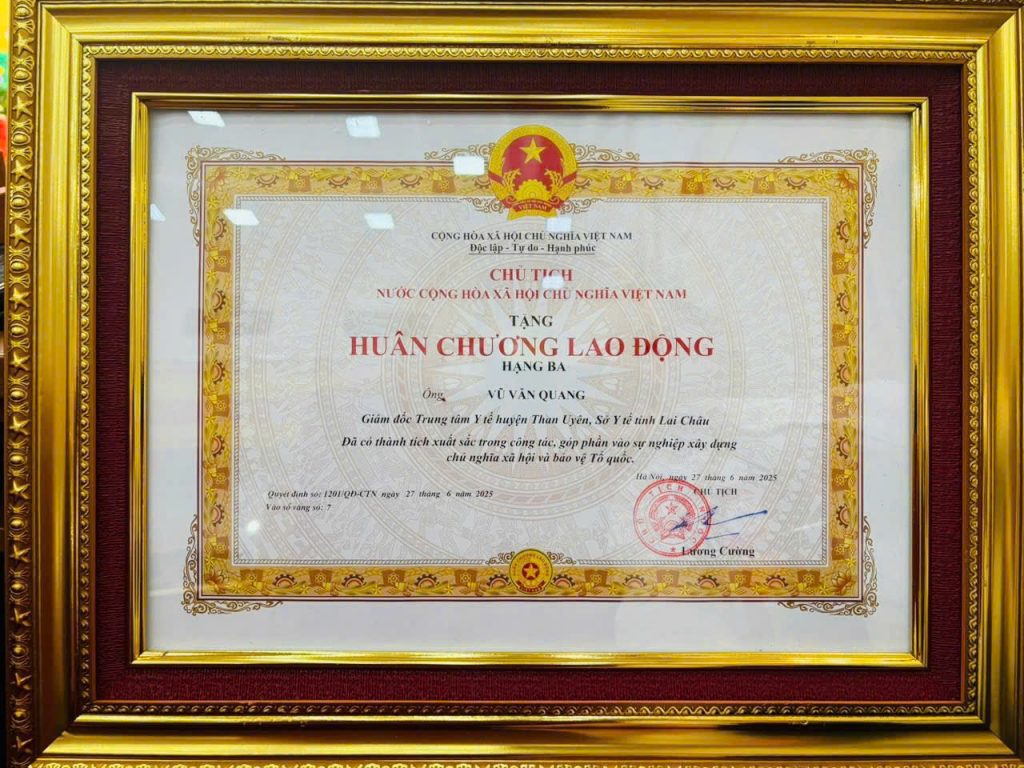 VIỆT NAM
CỘNG HÒA XÃ HỘI CHỦ NGHĨA VIỆT NAM
Độc lập - Tự do - Hạnh phúc
CHỦ TỊCH
NƯỚC CỘNG HÒA XÃ HỘI CHỦ NGHĨA VIỆT NAM
TẶNG
HUÂN CHƯƠNG LAO ĐỘNG
HẠNG BA
Ông VŨ VĂN QUANG
Giám đốc Trung tâm Y tế huyện Than Uyên, Sở Y tế tỉnh Lai Châu
Đã có thành tích xuất sắc trong công tác, góp phần vào sự nghiệp xây dựng
chủ nghĩa xã hội và bảo vệ Tổ quốc.
Hà Nội, ngày 27 tháng 6 năm 2025
CHỦ TỊCH
Quyết định số: 1201/QĐ-CTN ngày 27 tháng 6 năm 2025
Vào sổ vàng số: 7
Lương Cường